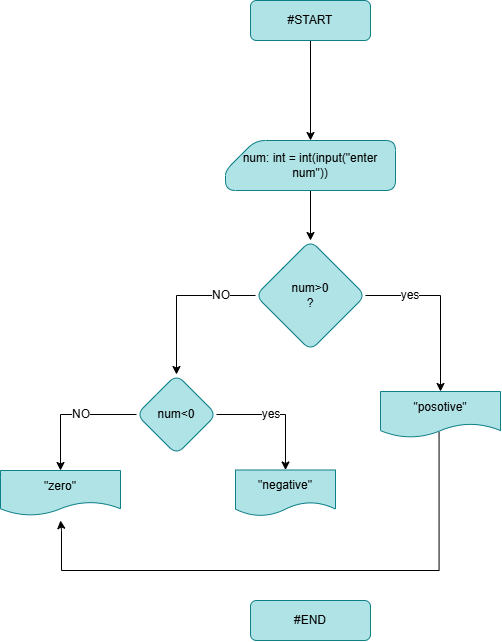 #START
num: int = int(input("enter
num"))
num>0
?
NO
yes
"posotive"
num<0
NO
yes
"zero"
"negative"
#END